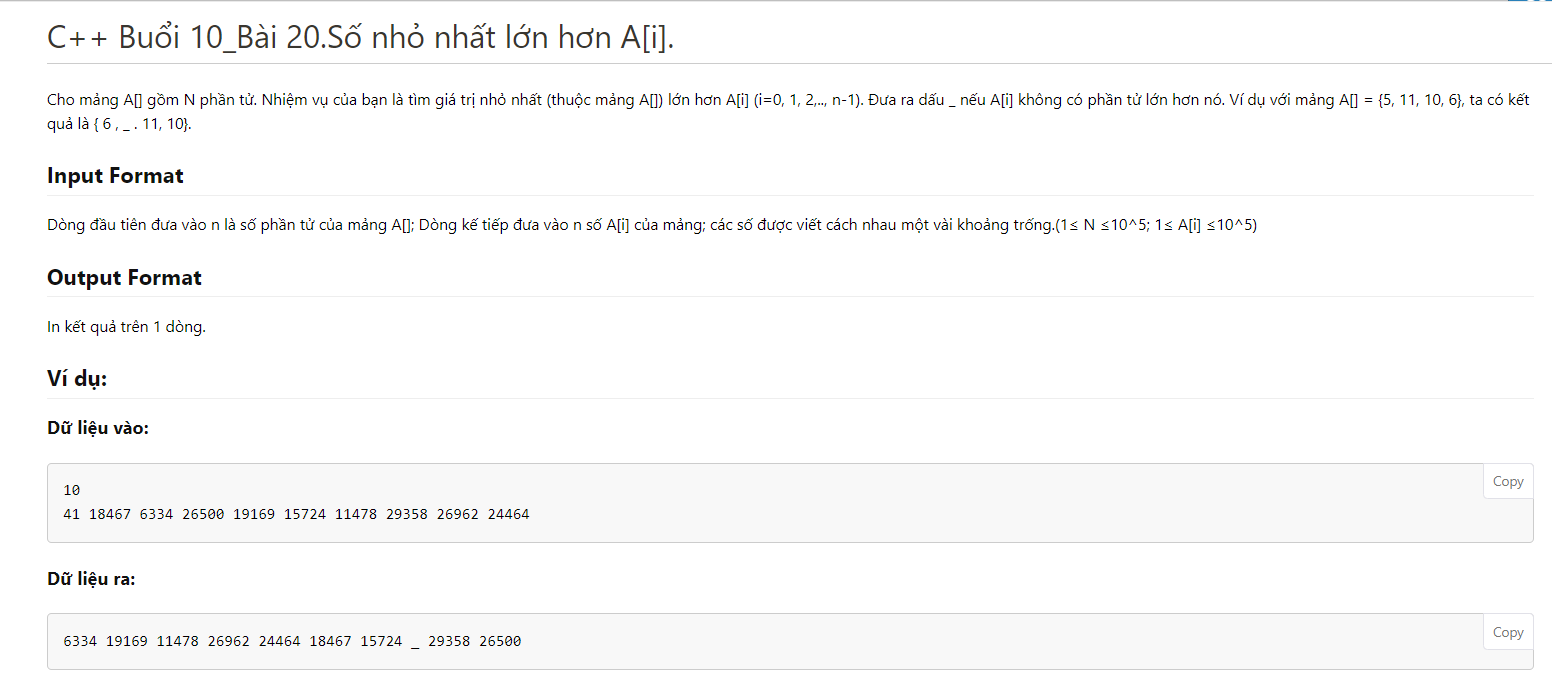 C++ Buổi 10_Bài 20.Số nhỏ nhất lớn hơn A[i].
Cho mảng A[] gồm N phần tử. Nhiệm vụ của bạn là tìm giá trị nhỏ nhất (thuộc mảng A[]) lớn hơn A[i] (i=0, 1, 2,.., n-1). Đưa ra dấu _ nếu A[i] không có phần tử lớn hơn nó. Ví dụ với mảng A[] = {5, 11, 10, 6}, ta có kết
quả là { 6 , _ . 11, 10}.
Input Format
Dòng đầu tiên đưa vào n là số phần tử của mảng A[]; Dòng kế tiếp đưa vào n số A[i] của mảng; các số được viết cách nhau một vài khoảng trống.(1≤ N ≤10^5; 1≤ A[i] ≤10^5)
Output Format
In kết quả trên 1 dòng.
Ví dụ:
Dữ liệu vào:
Copy
10
41 18467 6334 26500 19169 15724 11478 29358 26962 24464
Dữ liệu ra:
Copy
6334 19169 11478 26962 24464 18467 15724 _ 29358 26500